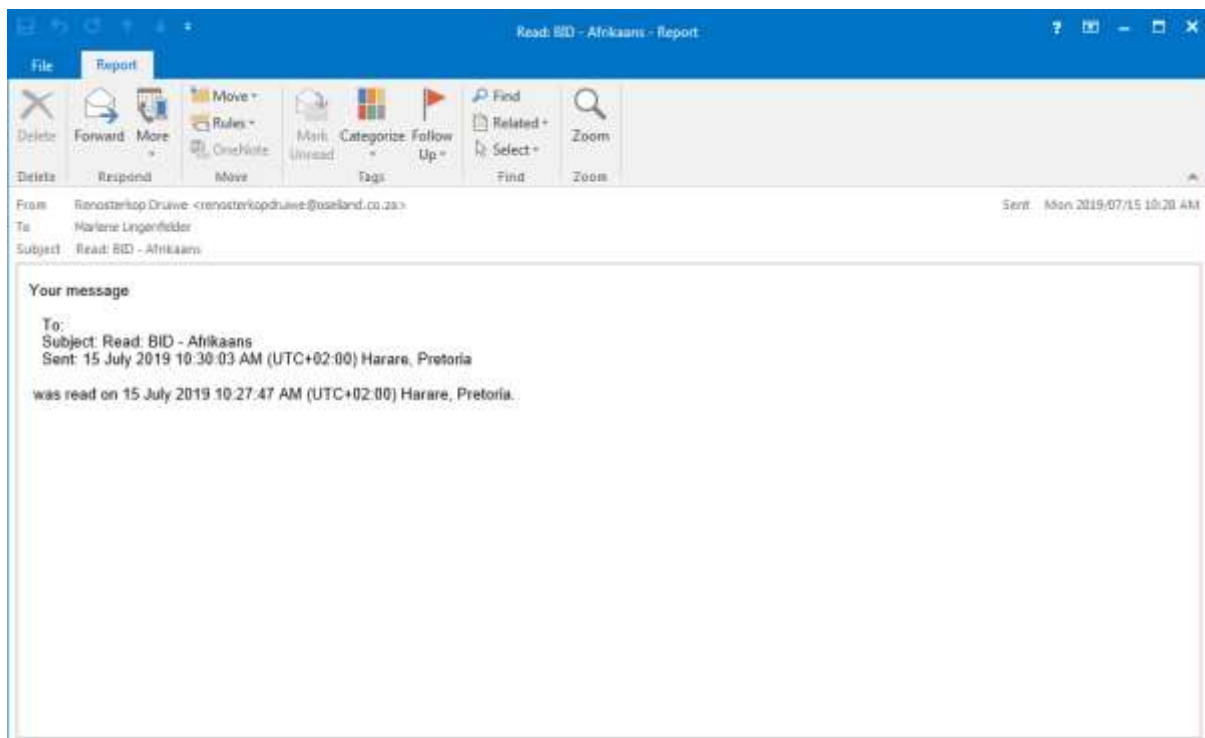 Read: BID - Afrikaans - Report
File Report
Delete
Forward
More
Move
Rules
OneNote
Mark Unread
Categorize
Follow Up
Find
Related
Select
Zoom
Delete Respond Move Tags Find Zoom
From Renosterkop Druiwe <renosterkopdruiwe@oseland.co.za> Sent Mon 2019/07/15 10:28 AM
To Marlene Lingenfelder
Subject Read: BID - Afrikaans
Your message
To:
Subject: Read: BID - Afrikaans
Sent: 15 July 2019 10:30:03 AM (UTC+02:00) Harare, Pretoria
was read on 15 July 2019 10:27:47 AM (UTC+02:00) Harare, Pretoria.